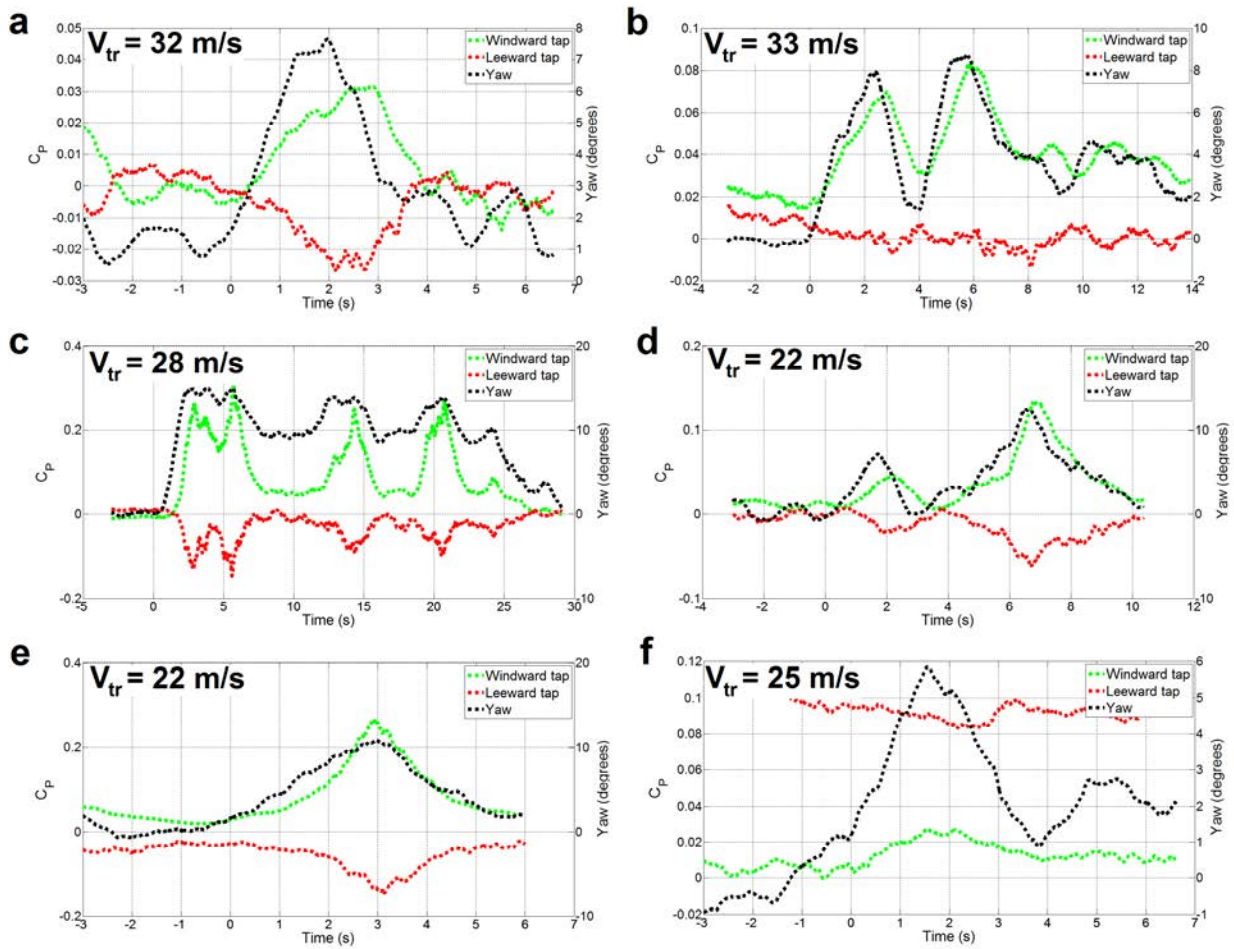 a
V_tr = 32 m/s
Windward tap
Leeward tap
Yaw
0.05
0.04
0.03
0.02
0.01
0
-0.01
-0.02
-0.03
C_P
8
7
6
5
4
3
2
1
0
Yaw (degrees)
-3 -2 -1 0 1 2 3 4 5 6 7
Time (s)
b
V_tr = 33 m/s
Windward tap
Leeward tap
Yaw
0.1
0.08
0.06
0.04
0.02
0
-0.02
C_P
10
8
6
4
2
0
-2
Yaw (degrees)
-4 -2 0 2 4 6 8 10 12 14
Time (s)
c
V_tr = 28 m/s
Windward tap
Leeward tap
Yaw
0.4
0.2
0
-0.2
C_P
20
10
0
-10
Yaw (degrees)
-5 0 5 10 15 20 25 30
Time (s)
d
V_tr = 22 m/s
Windward tap
Leeward tap
Yaw
0.2
0.1
0
-0.1
C_P
20
10
0
-10
Yaw (degrees)
-4 -2 0 2 4 6 8 10 12
Time (s)
e
V_tr = 22 m/s
Windward tap
Leeward tap
Yaw
0.4
0.2
0
-0.2
C_P
20
10
0
-10
Yaw (degrees)
-3 -2 -1 0 1 2 3 4 5 6 7
Time (s)
f
V_tr = 25 m/s
Windward tap
Leeward tap
Yaw
0.12
0.1
0.08
0.06
0.04
0.02
0
-0.02
C_P
6
5
4
3
2
1
0
-1
Yaw (degrees)
-3 -2 -1 0 1 2 3 4 5 6 7
Time (s)